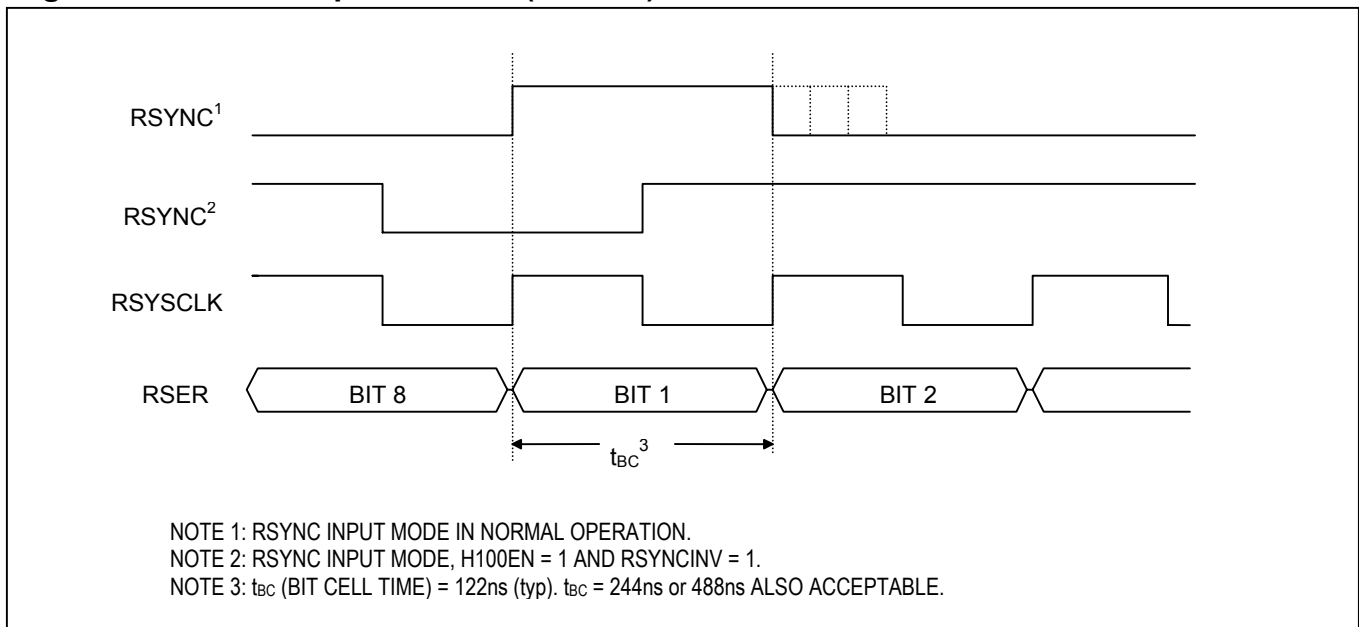 RSYNC¹
RSYNC²
RSYSCLK
RSER BIT 8 BIT 1 BIT 2
tBC³
NOTE 1: RSYNC INPUT MODE IN NORMAL OPERATION.
NOTE 2: RSYNC INPUT MODE, H100EN = 1 AND RSYNCINV = 1.
NOTE 3: tBC (BIT CELL TIME) = 122ns (typ). tBC = 244ns or 488ns ALSO ACCEPTABLE.